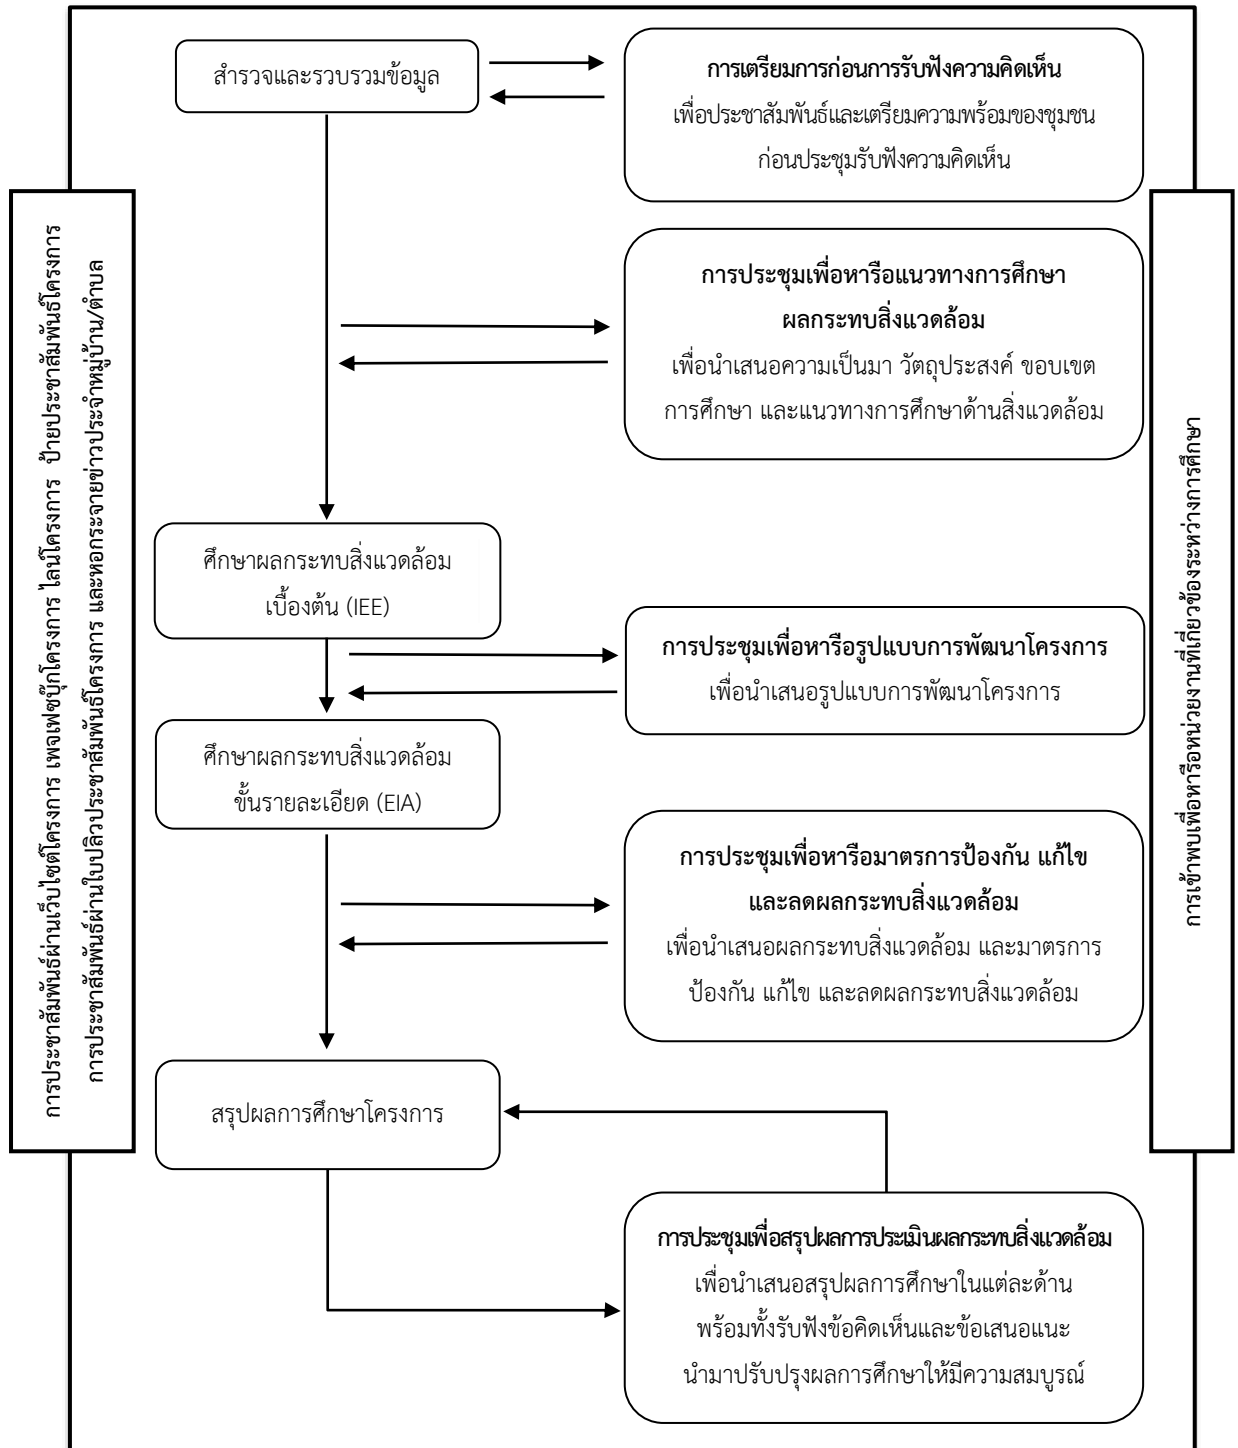 สำรวจและรวบรวมข้อมูล
การเตรียมการก่อนการรับฟังความคิดเห็น
เพื่อประชาสัมพันธ์และเตรียมความพร้อมของชุมชน
ก่อนประชุมรับฟังความคิดเห็น
การประชุมเพื่อหารือแนวทางการศึกษา
ผลกระทบสิ่งแวดล้อม
เพื่อนำเสนอความเป็นมา วัตถุประสงค์ ขอบเขต
การศึกษา และแนวทางการศึกษาด้านสิ่งแวดล้อม
การประชาสัมพันธ์ผ่านเว็บไซต์โครงการ เพจเฟซบุ๊กโครงการ ไลน์โครงการ ป้ายประชาสัมพันธ์โครงการ
การประชาสัมพันธ์ผ่านใบปลิวประชาสัมพันธ์โครงการ และหอกระจายข่าวประจำหมู่บ้าน/ตำบล
การเข้าพบเพื่อหารือหน่วยงานที่เกี่ยวข้องระหว่างการศึกษา
ศึกษาผลกระทบสิ่งแวดล้อม
เบื้องต้น (IEE)
การประชุมเพื่อหารือรูปแบบการพัฒนาโครงการ
เพื่อนำเสนอรูปแบบการพัฒนาโครงการ
ศึกษาผลกระทบสิ่งแวดล้อม
ขั้นรายละเอียด (EIA)
การประชุมเพื่อหารือมาตรการป้องกัน แก้ไข
และลดผลกระทบสิ่งแวดล้อม
เพื่อนำเสนอผลกระทบสิ่งแวดล้อม และมาตรการ
ป้องกัน แก้ไข และลดผลกระทบสิ่งแวดล้อม
สรุปผลการศึกษาโครงการ
การประชุมเพื่อสรุปผลการประเมินผลกระทบสิ่งแวดล้อม
เพื่อนำเสนอสรุปผลการศึกษาในแต่ละด้าน
พร้อมทั้งรับฟังข้อคิดเห็นและข้อเสนอแนะ
นำมาปรับปรุงผลการศึกษาให้มีความสมบูรณ์